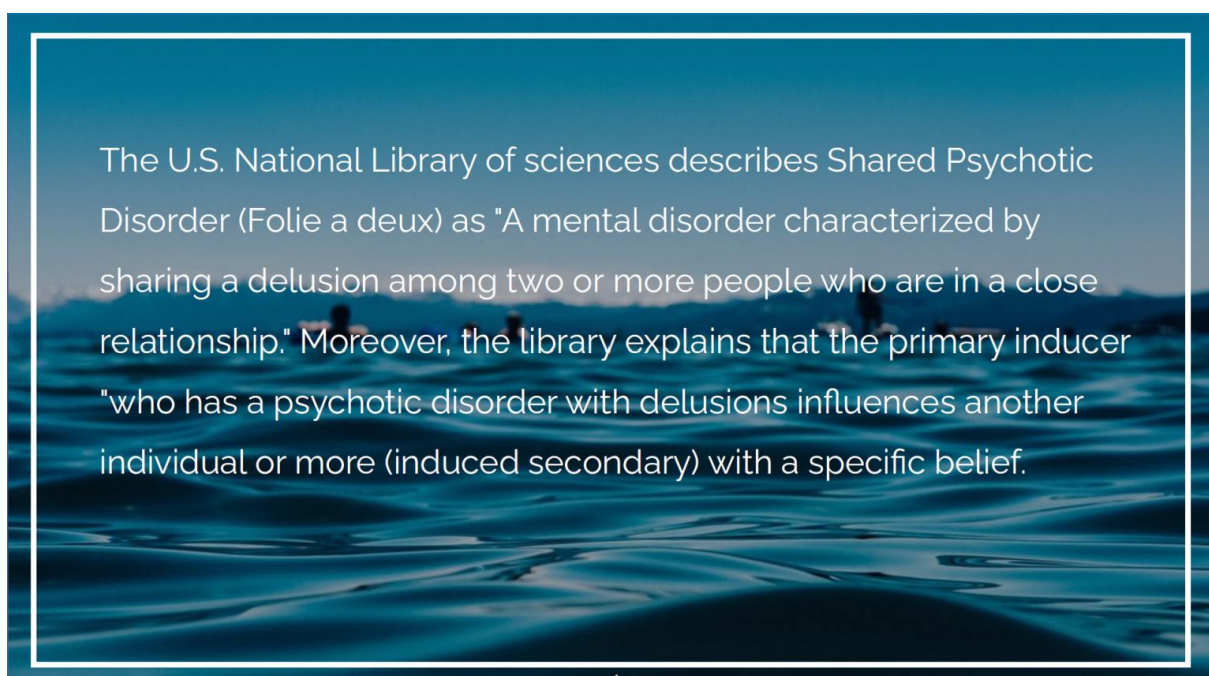 The U.S. National Library of sciences describes Shared Psychotic
Disorder (Folie a deux) as "A mental disorder characterized by
sharing a delusion among two or more people who are in a close
relationship." Moreover, the library explains that the primary inducer
"who has a psychotic disorder with delusions influences another
individual or more (induced secondary) with a specific belief.